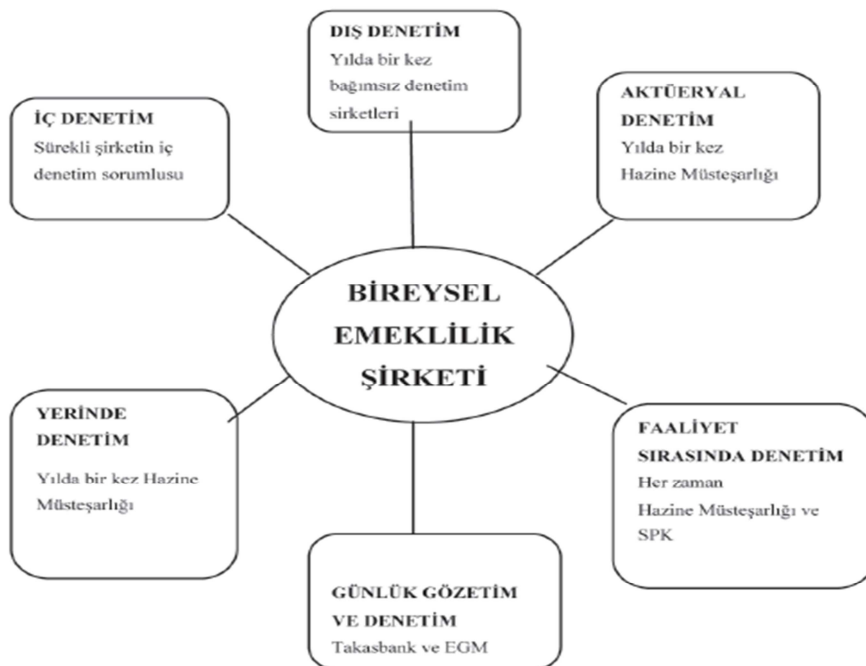 DIŞ DENETİM
Yılda bir kez
bağımsız denetim
sirketleri
İÇ DENETİM
Sürekli şirketin iç
denetim sorumlusu
AKTÜERYAL
DENETİM
Yılda bir kez
Hazine Müsteşarlığı
BİREYSEL
EMEKLİLİK
ŞİRKETİ
YERİNDE
DENETİM
Yılda bir kez Hazine
Müsteşarlığı
FAALİYET
SIRASINDA DENETİM
Her zaman
Hazine Müsteşarlığı ve
SPK
GÜNLÜK GÖZETİM
VE DENETİM
Takasbank ve EGM